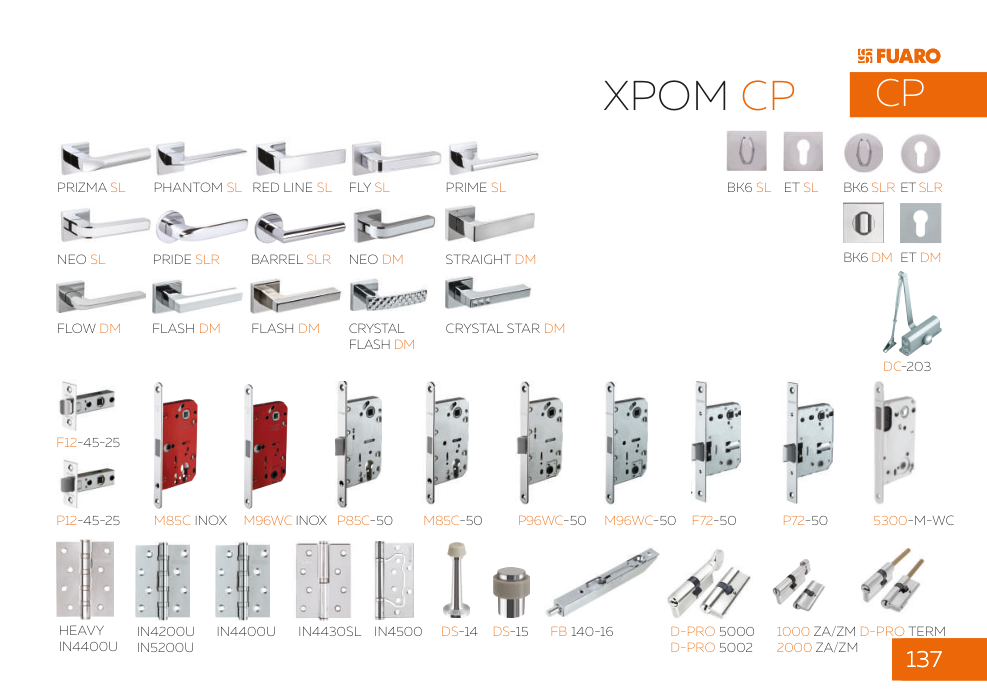 FUARO
ХРОМ CP
CP
PRIZMA SL
PHANTOM SL
RED LINE SL
FLY SL
PRIME SL
BK6 SL
ET SL
BK6 SLR
ET SLR
NEO SL
PRIDE SLR
BARREL SLR
NEO DM
STRAIGHT DM
BK6 DM
ET DM
FLOW DM
FLASH DM
FLASH DM
CRYSTAL
FLASH DM
CRYSTAL STAR DM
DC-203
F12-45-25
P12-45-25
M85C INOX
M96WC INOX
P85C-50
M85C-50
P96WC-50
M96WC-50
F72-50
P72-50
5300-M-WC
HEAVY
IN4400U
IN4200U
IN5200U
IN4400U
IN4430SL
IN4500
DS-14
DS-15
FB 140-16
D-PRO 5000
D-PRO 5002
1000 ZA/ZM
2000 ZA/ZM
D-PRO TERM
137